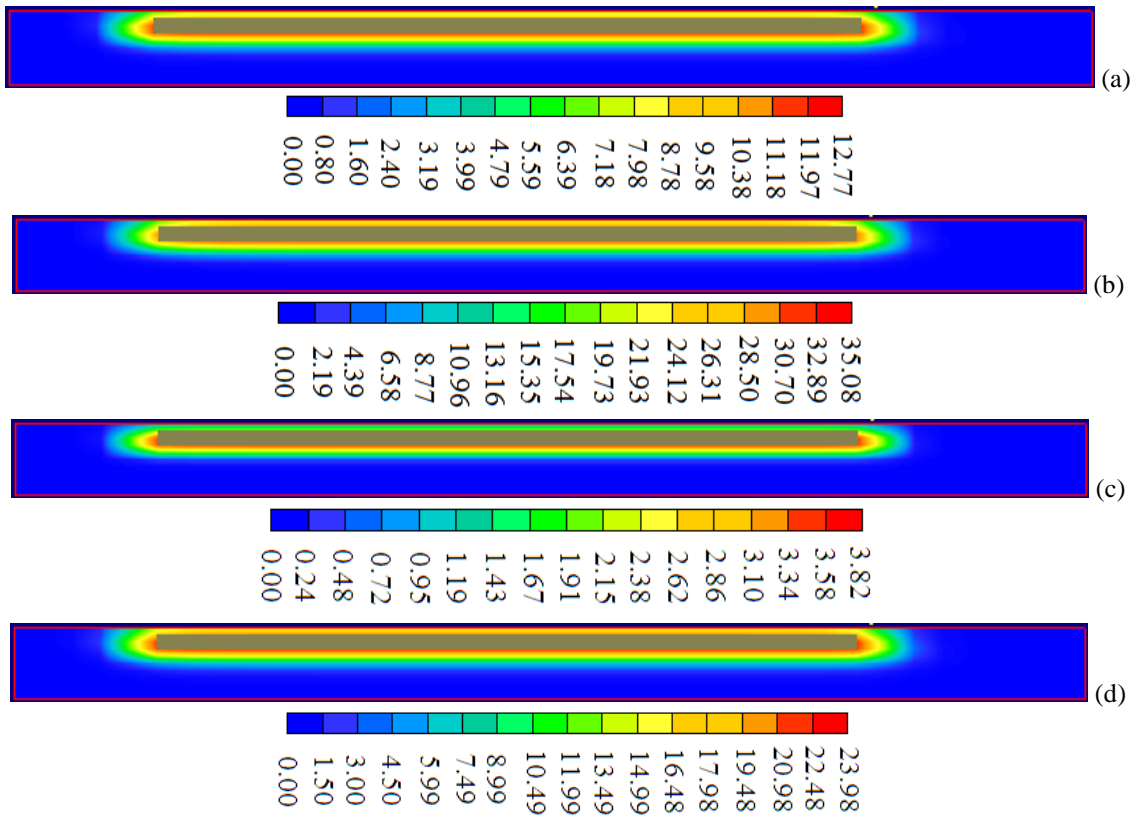 (a)
0.00 0.80 1.60 2.40 3.19 3.99 4.79 5.59 6.39 7.18 7.98 8.78 9.58 10.38 11.18 11.97 12.77
(b)
0.00 2.19 4.39 6.58 8.77 10.96 13.16 15.35 17.54 19.73 21.93 24.12 26.31 28.50 30.70 32.89 35.08
(c)
0.00 0.24 0.48 0.72 0.95 1.19 1.43 1.67 1.91 2.15 2.38 2.62 2.86 3.10 3.34 3.58 3.82
(d)
0.00 1.50 3.00 4.50 5.99 7.49 8.99 10.49 11.99 13.49 14.99 16.48 17.98 19.48 20.98 22.48 23.98